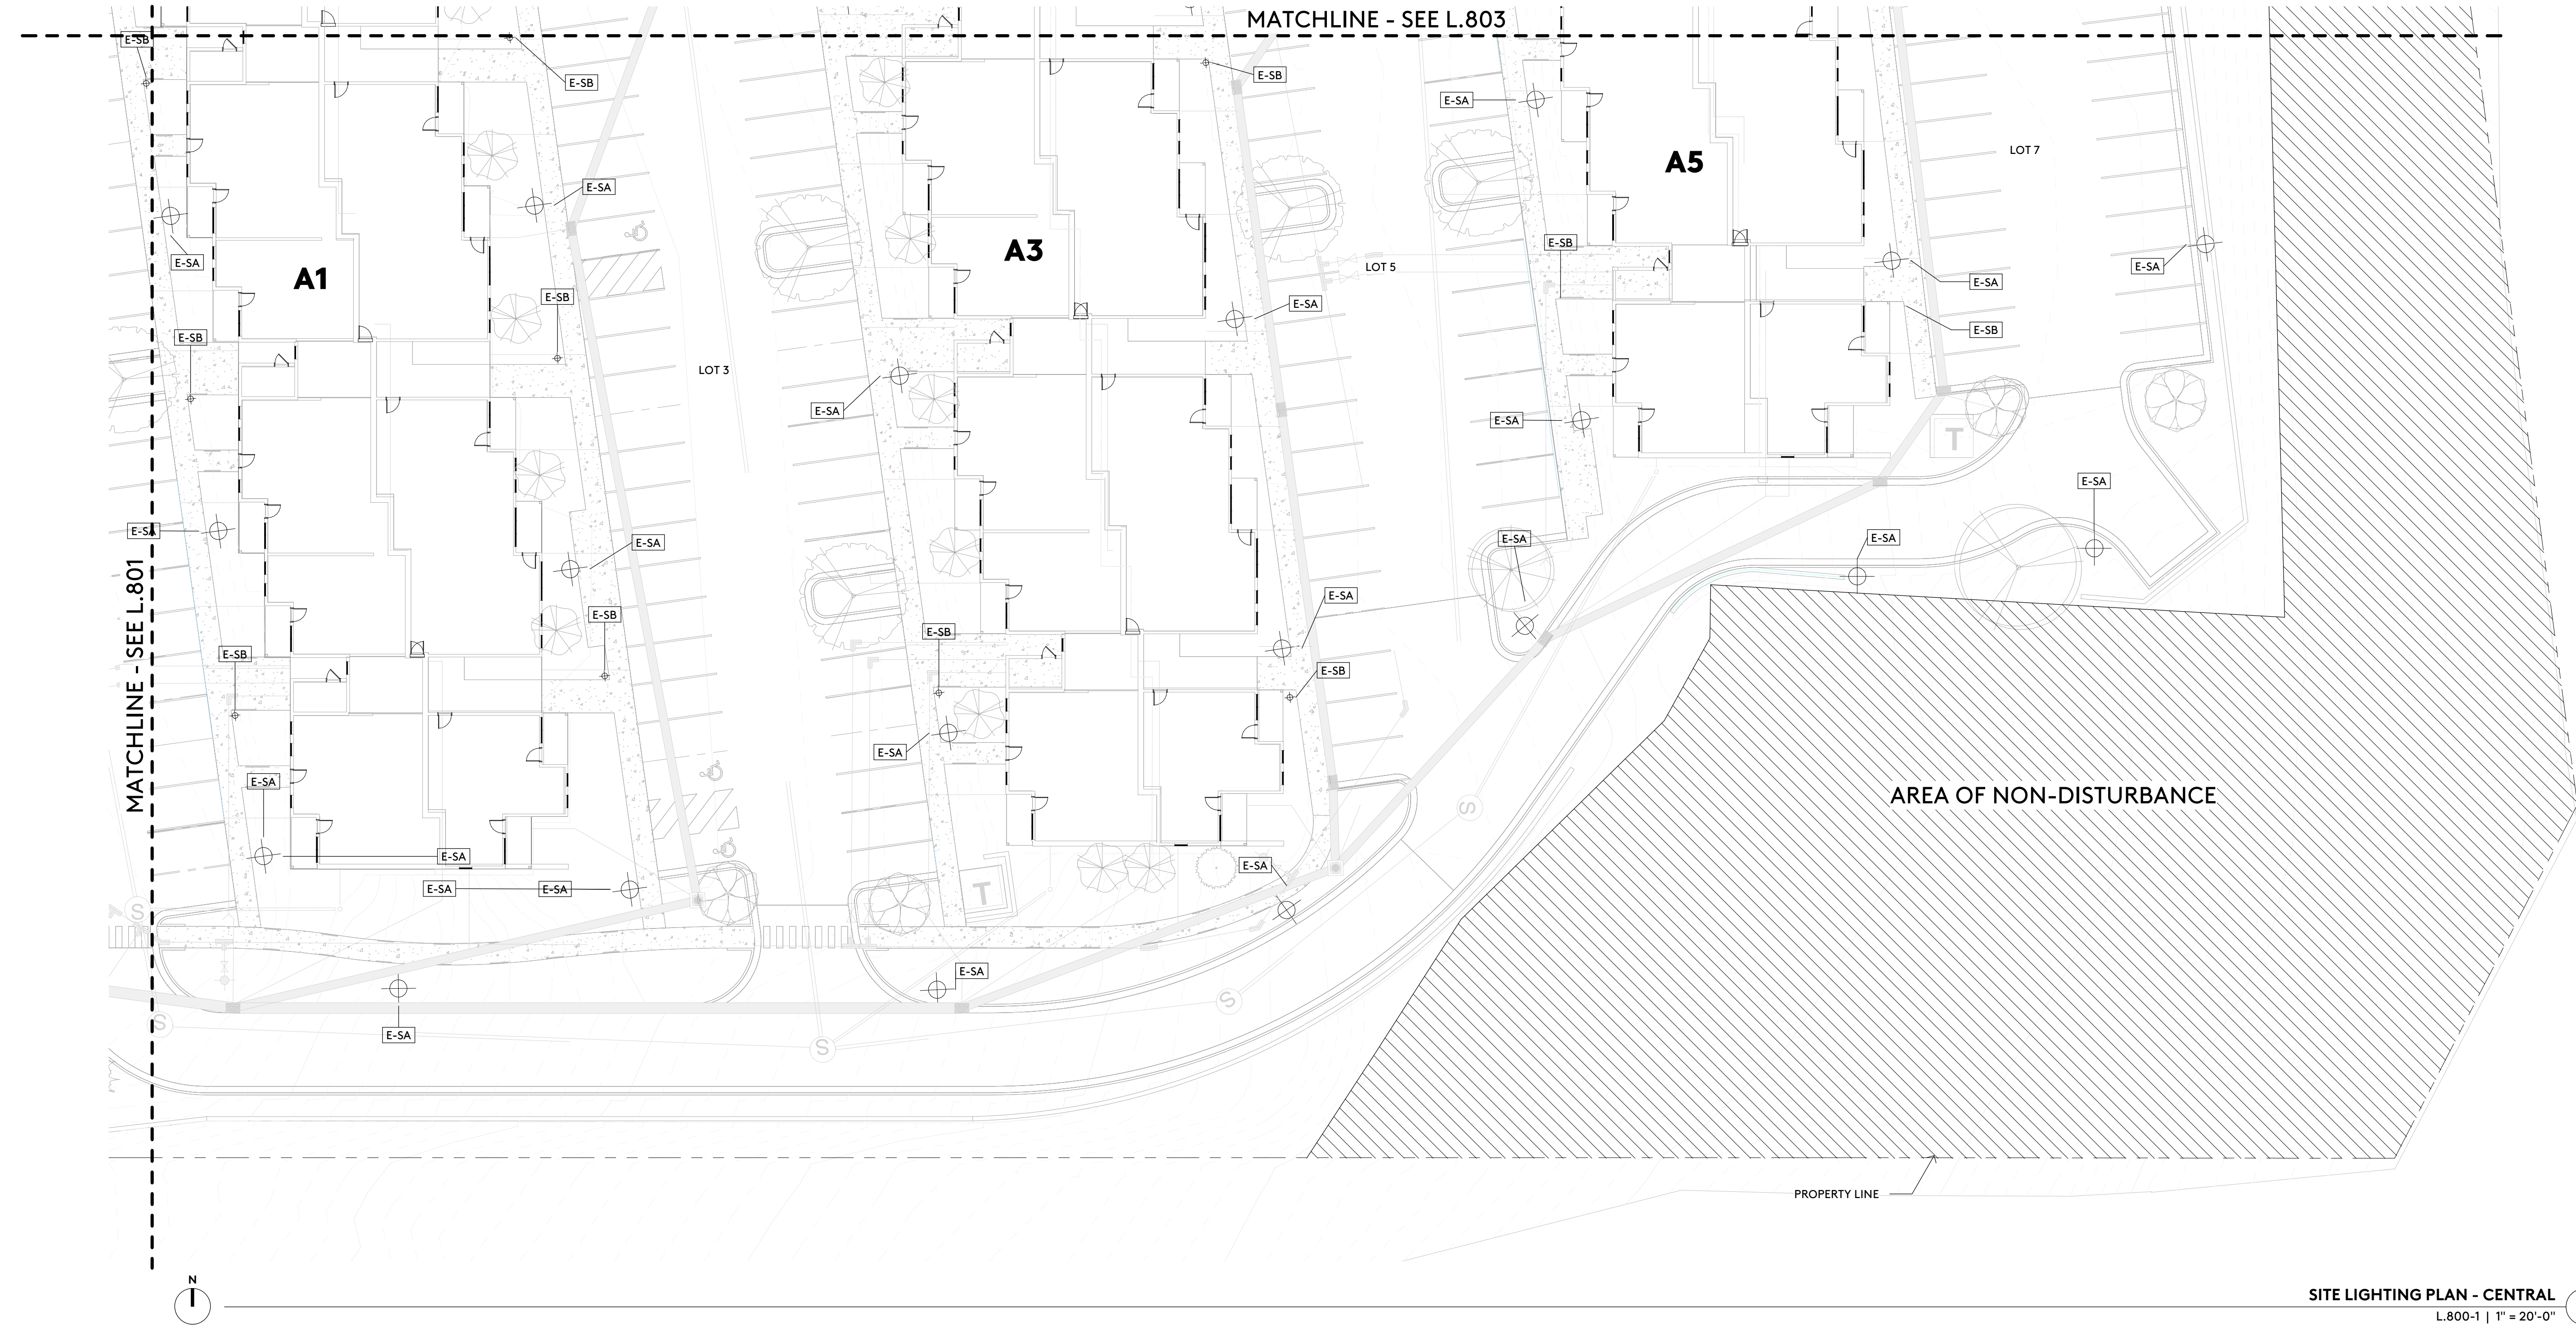 MATCHLINE - SEE L.803
E-SB
E-SB
E-SB
E-SA
A5
LOT 7
E-SA
A3
E-SB
E-SA
E-SA
LOT 5
E-SA
A1
E-SA
E-SB
E-SA
E-SB
E-SB
LOT 3
E-SA
E-SA
T
E-SA
E-SA
E-SA
E-SA
E-SA
MATCHLINE - SEE L.801
E-SA
E-SB
E-SB
E-SB
E-SB
E-SA
E-SA
AREA OF NON-DISTURBANCE
S
E-SA
E-SA
E-SA
E-SA
T
S
E-SA
S
S
E-SA
S
PROPERTY LINE
N
SITE LIGHTING PLAN - CENTRAL
L.800-1 | 1" = 20'-0"